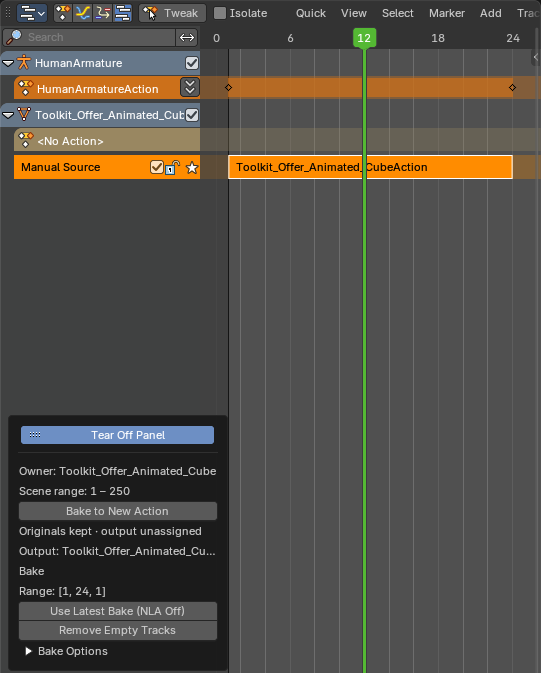 Tweak Isolate Quick View Select Marker Add
Search 0 6 12 18 24
HumanArmature
HumanArmatureAction
Toolkit_Offer_Animated_Cub
<No Action>
Manual Source Toolkit_Offer_Animated_CubeAction
Tear Off Panel
Owner: Toolkit_Offer_Animated_Cube
Scene range: 1 – 250
Bake to New Action
Originals kept · output unassigned
Output: Toolkit_Offer_Animated_Cu...
Bake
Range: [1, 24, 1]
Use Latest Bake (NLA Off)
Remove Empty Tracks
Bake Options